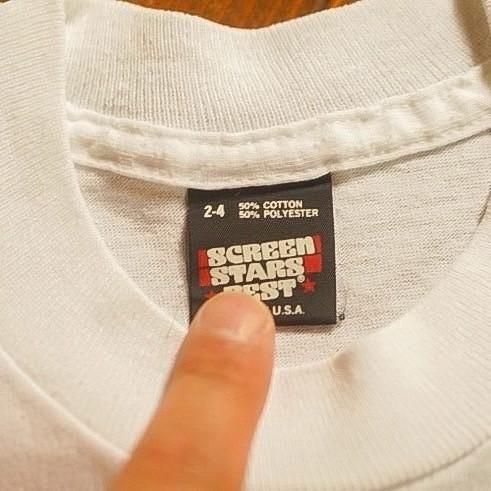 2-4 50% COTTON
50% POLYESTER
SCREEN
STARS
BEST®
U.S.A.